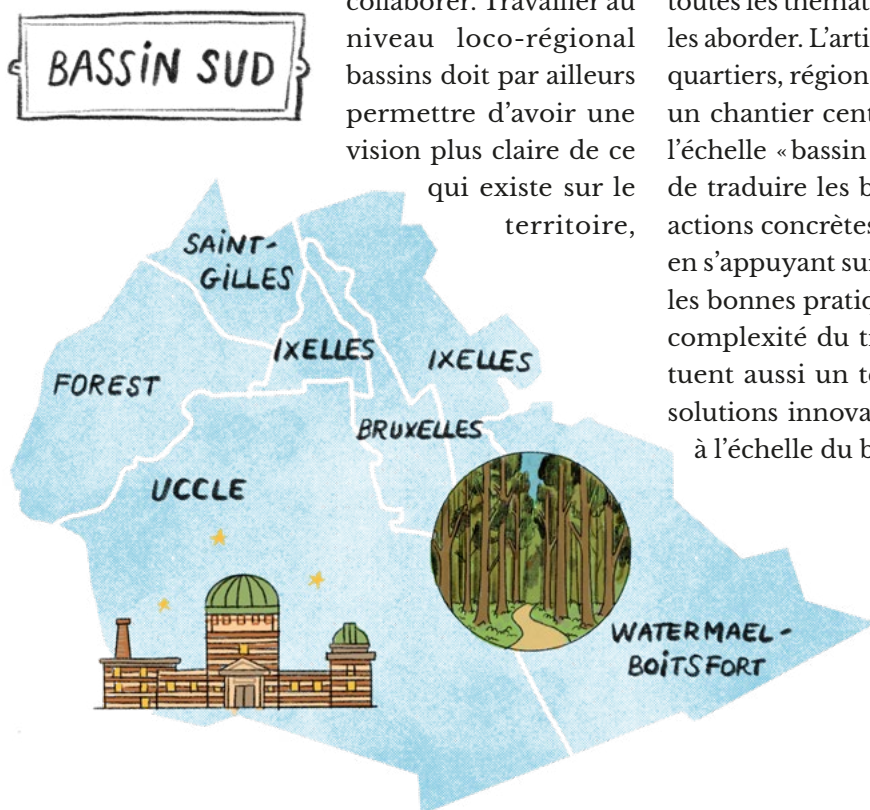 BASSiN SUD
collaborer. Travailler au
niveau loco-régional
bassins doit par ailleurs
permettre d'avoir une
vision plus claire de ce
qui existe sur le
territoire,
les aborder. L'arti
quartiers, région
un chantier cent
l'échelle «bassin
de traduire les b
actions concrètes
en s'appuyant sur
les bonnes pratic
complexité du t
tuent aussi un t
solutions innova
à l'échelle du b
SAiNT-
GiLLES
iXELLES
iXELLES
FOREST
BRUXELLES
UCCLE
WATERMAEL-
BOiTSFORT